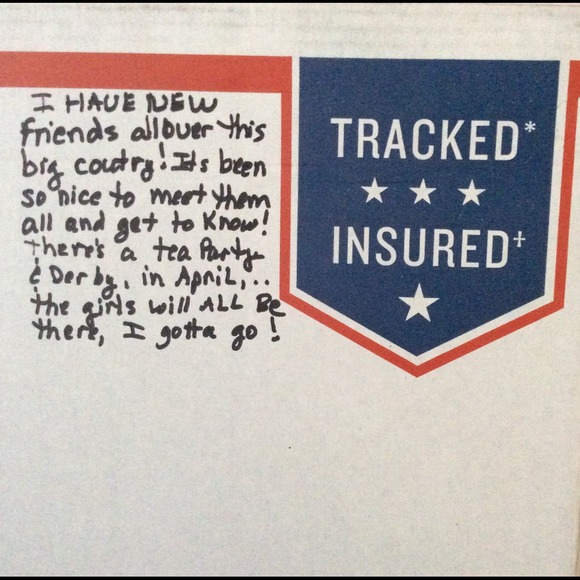 I HAVE NEW
friends allover this
big coutry! Its been
so nice to meet them
all and get to Know!
There's a tea Party
& Derby, in April,..
the girls will ALL Be
there, I gotta go!
TRACKED*
INSURED†